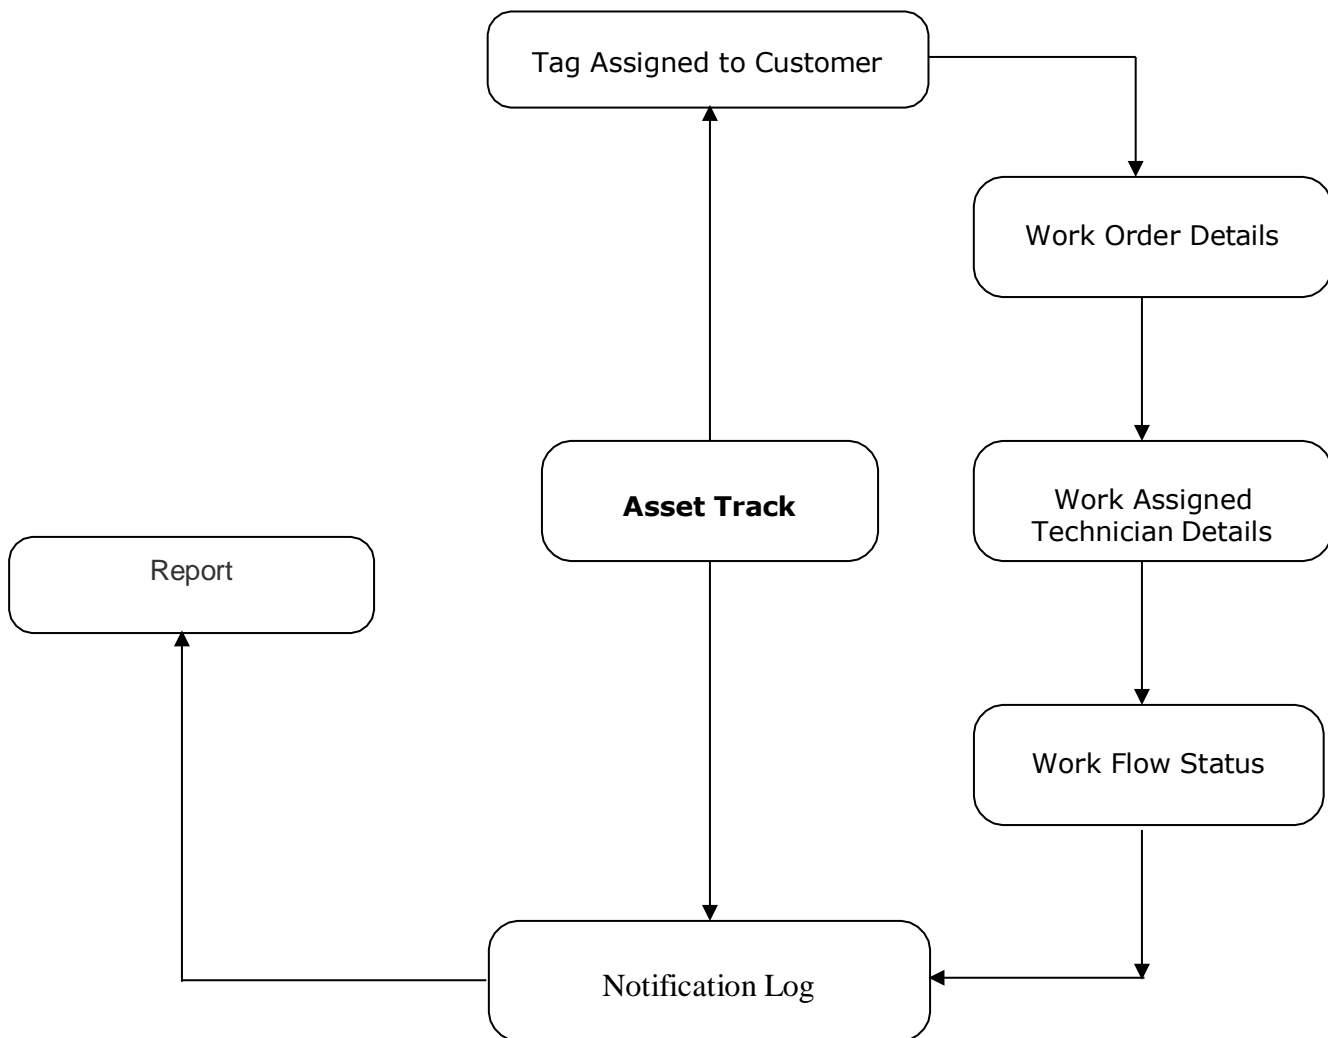 Tag Assigned to Customer
Work Order Details
Asset Track
Work Assigned
Technician Details
Report
Work Flow Status
Notification Log